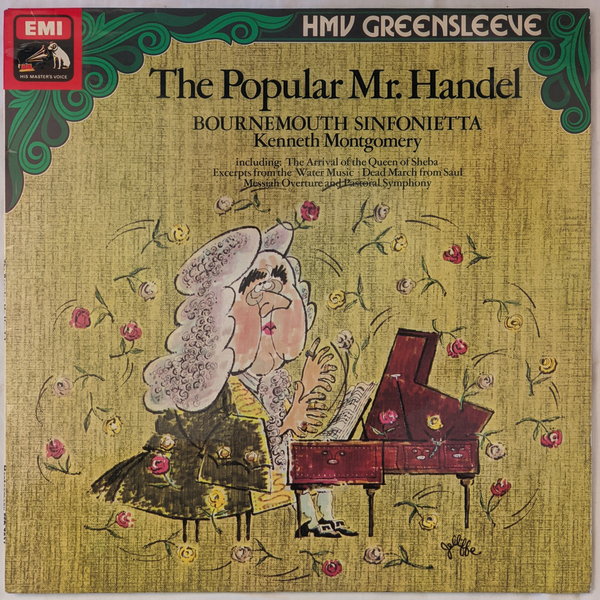 EMI
HIS MASTER'S VOICE
HMV GREENSLEEVE
The Popular Mr. Handel
BOURNEMOUTH SINFONIETTA
Kenneth Montgomery
including: The Arrival of the Queen of Sheba
Excerpts from the 'Water Music' · Dead March from 'Saul'
Messiah Overture and Pastoral Symphony
Jolliffe